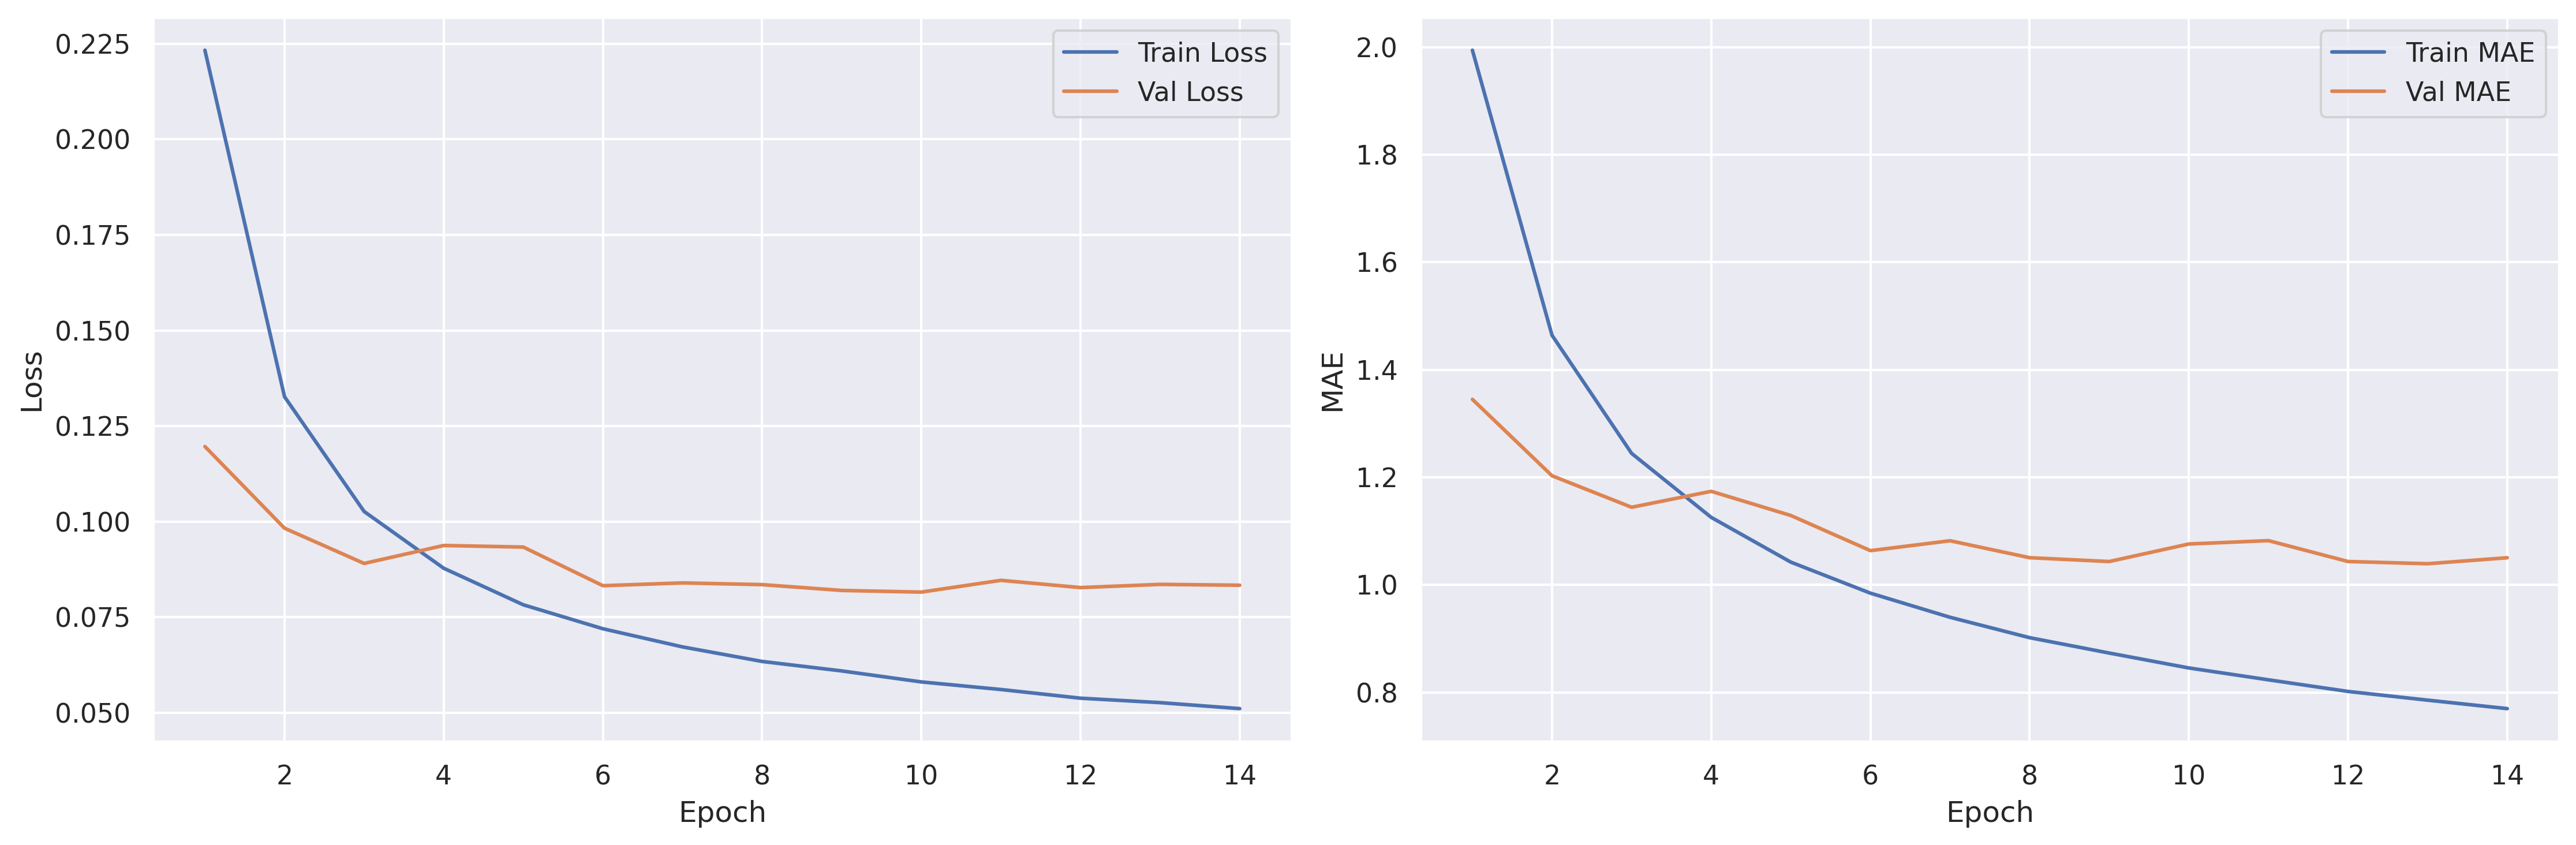 0.225
0.200
0.175
0.150
0.125
0.100
0.075
0.050
Loss
2 4 6 8 10 12 14
Epoch
Train Loss
Val Loss
2.0
1.8
1.6
1.4
1.2
1.0
0.8
MAE
2 4 6 8 10 12 14
Epoch
Train MAE
Val MAE